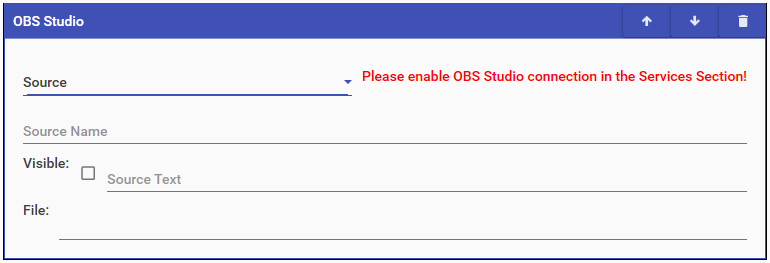 OBS Studio
Source
Please enable OBS Studio connection in the Services Section!
Source Name
Visible:
Source Text
File: